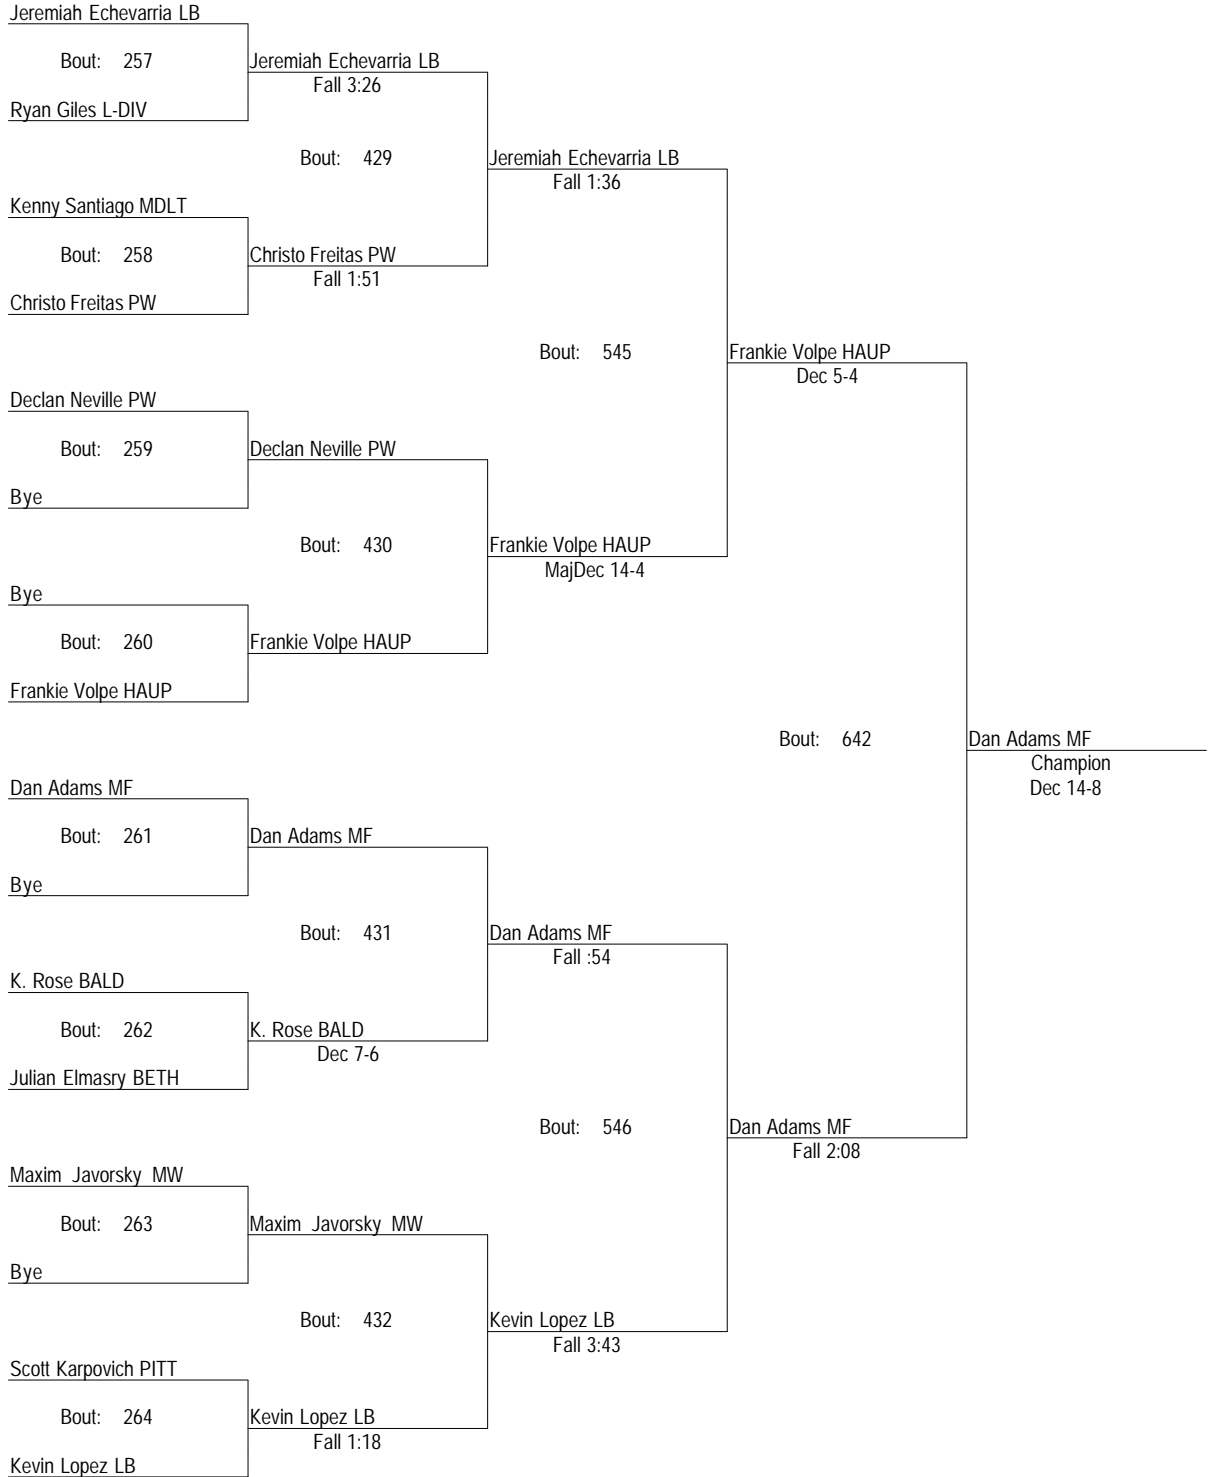 Jeremiah Echevarria LB
Bout: 257
Jeremiah Echevarria LB
Fall 3:26
Ryan Giles L-DIV
Bout: 429
Jeremiah Echevarria LB
Fall 1:36
Kenny Santiago MDLT
Bout: 258
Christo Freitas PW
Fall 1:51
Christo Freitas PW
Bout: 545
Frankie Volpe HAUP
Dec 5-4
Declan Neville PW
Bout: 259
Declan Neville PW
Bye
Bout: 430
Frankie Volpe HAUP
MajDec 14-4
Bye
Bout: 260
Frankie Volpe HAUP
Frankie Volpe HAUP
Bout: 642
Dan Adams MF
Champion
Dec 14-8
Dan Adams MF
Bout: 261
Dan Adams MF
Bye
Bout: 431
Dan Adams MF
Fall :54
K. Rose BALD
Bout: 262
K. Rose BALD
Dec 7-6
Julian Elmasry BETH
Bout: 546
Dan Adams MF
Fall 2:08
Maxim Javorsky MW
Bout: 263
Maxim Javorsky MW
Bye
Bout: 432
Kevin Lopez LB
Fall 3:43
Scott Karpovich PITT
Bout: 264
Kevin Lopez LB
Fall 1:18
Kevin Lopez LB